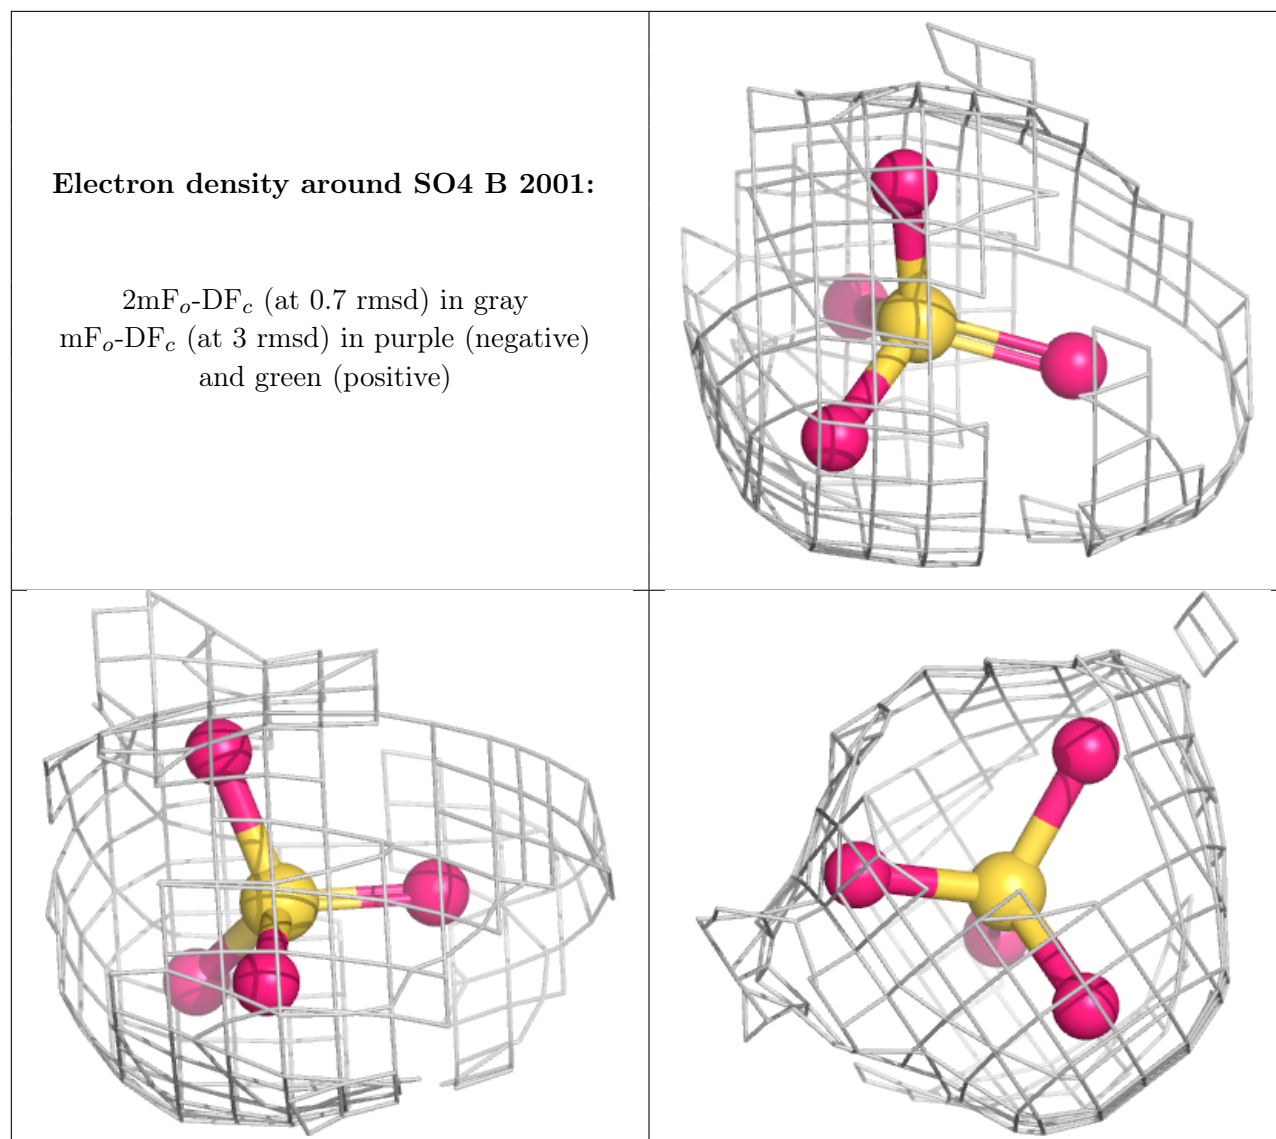 Electron density around SO4 B 2001:
2mFₒ-DF𝒸 (at 0.7 rmsd) in gray
mFₒ-DF𝒸 (at 3 rmsd) in purple (negative)
and green (positive)